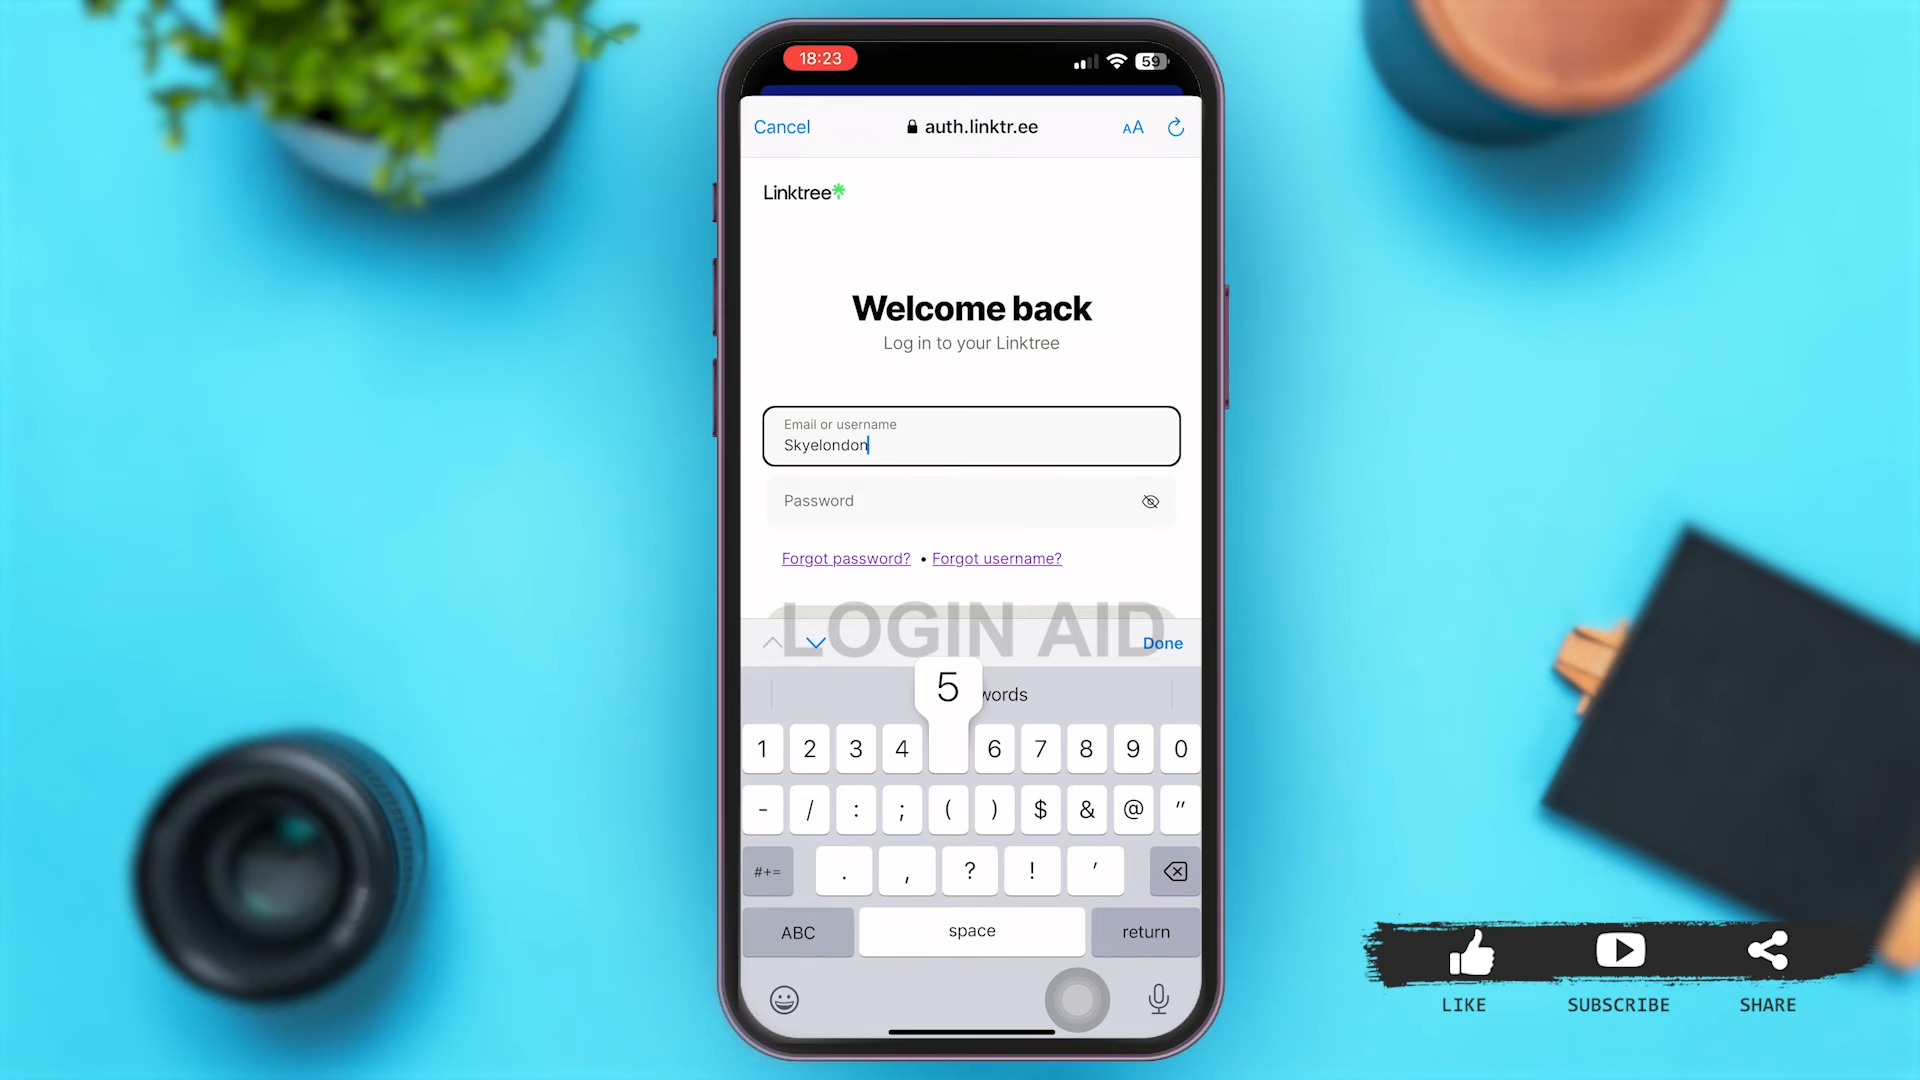 18:23
59
Cancel
auth.linktr.ee
AA
Linktree
Welcome back
Log in to your Linktree
Email or username
Skyelondon
Password
Forgot password? • Forgot username?
LOGIN AID
Done
5
words
1 2 3 4 6 7 8 9 0
- / : ; ( ) $ & @ "
#+= . , ? ! '
ABC space return
LIKE SUBSCRIBE SHARE